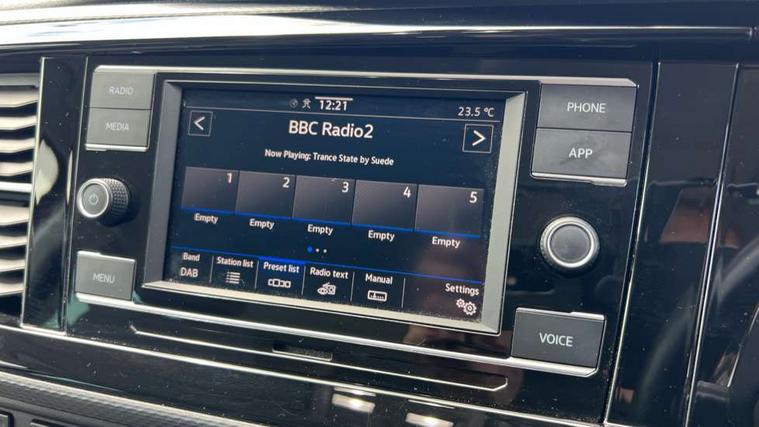 RADIO
MEDIA
MENU
12:21
23.5 °C
BBC Radio2
Now Playing: Trance State by Suede
1 2 3 4 5
Empty Empty Empty Empty Empty
Band Station list Preset list Radio text Manual Settings
DAB
PHONE
APP
VOICE